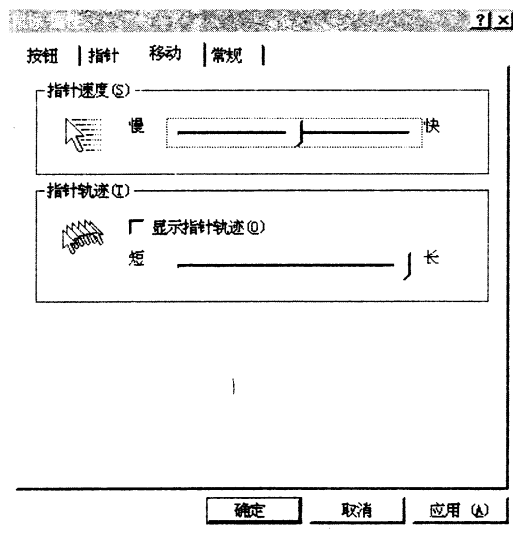 按钮 指针 移动 常规
指针速度(S)
慢 快
指针轨迹(T)
显示指针轨迹(O)
短 长
确定 取消 应用(A)